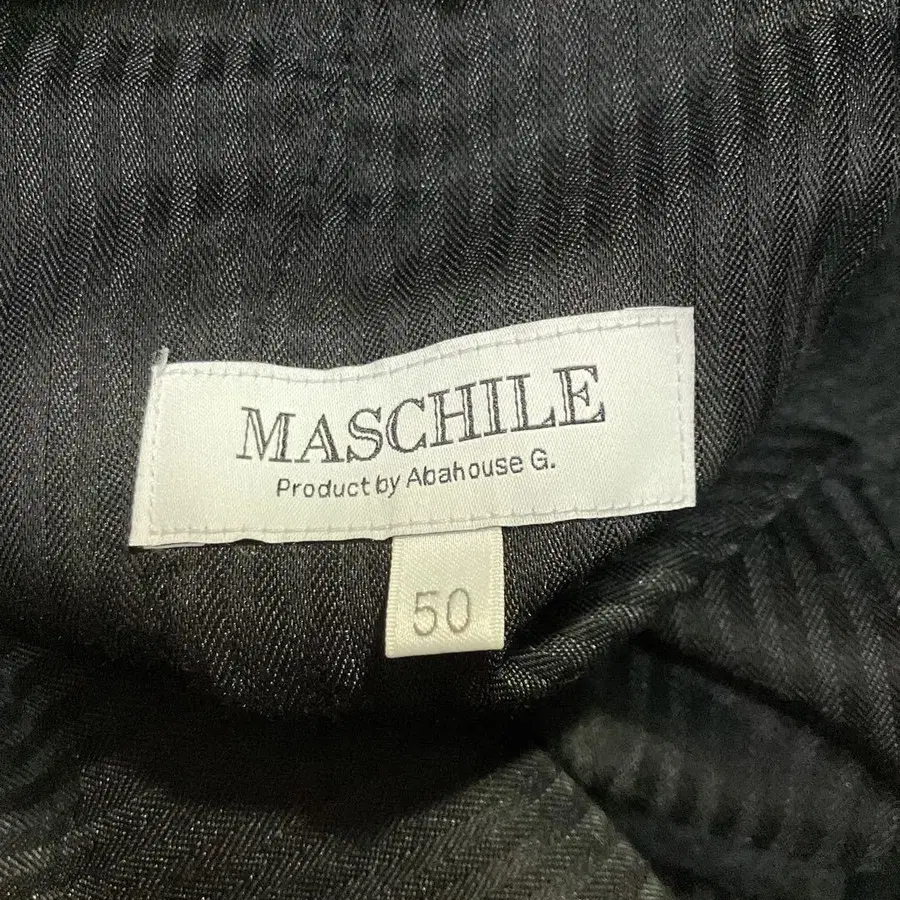 MASCHILE
Product by Abahouse G.
50